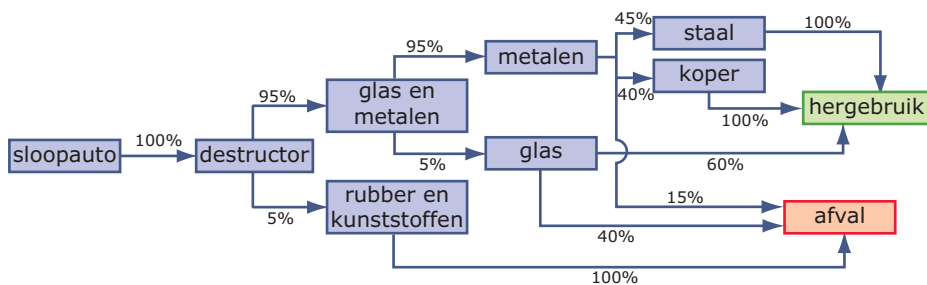 45%
staal
100%
95%
metalen
koper
95%
glas en
metalen
40%
hergebruik
100%
100%
sloopauto
destructor
5%
glas
60%
5%
rubber en
kunststoffen
15%
afval
40%
100%